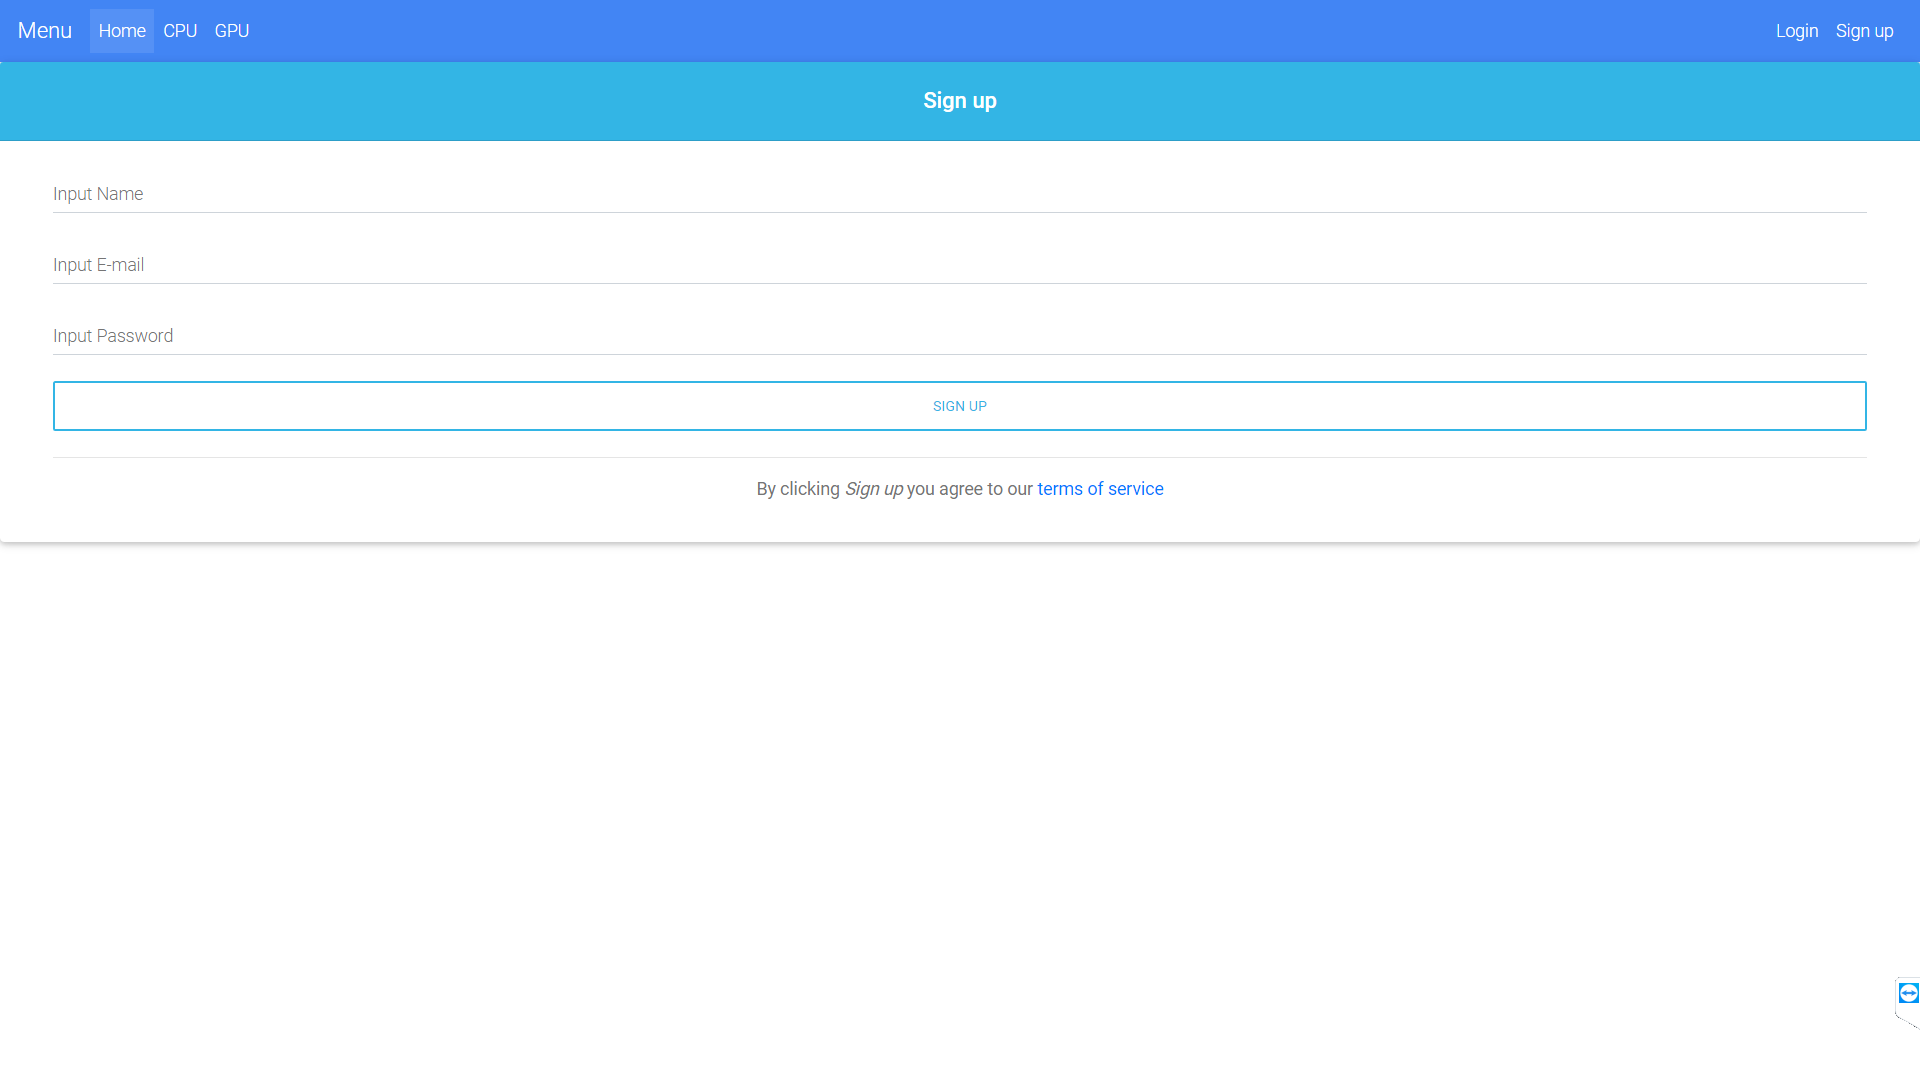 Menu Home CPU GPU Login Sign up
Sign up
Input Name
Input E-mail
Input Password
SIGN UP
By clicking Sign up you agree to our terms of service